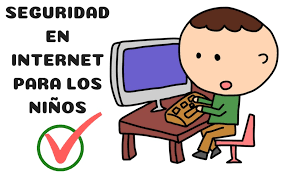 SEGURIDAD
EN
INTERNET
PARA LOS
NIÑOS